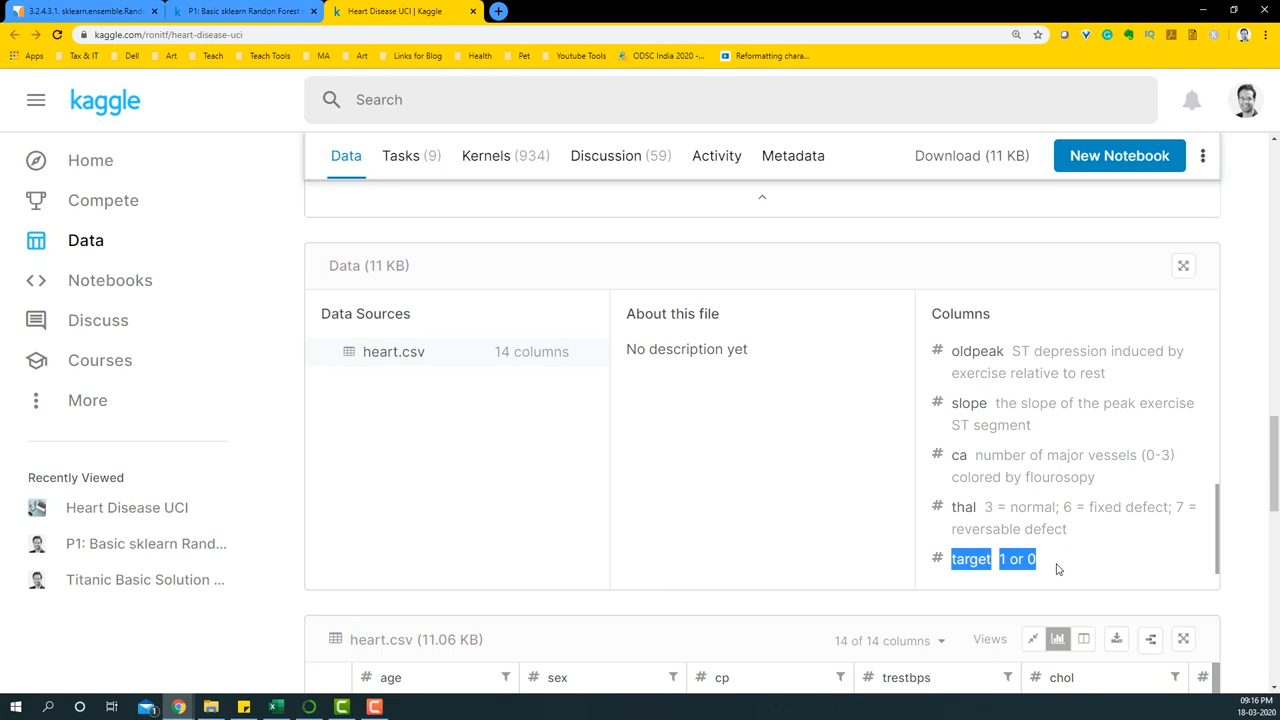 3.2.4.3.1. sklearn.ensemble.Rand
P1: Basic sklearn Randon Forest -
Heart Disease UCI | Kaggle
kaggle.com/ronitf/heart-disease-uci
Apps Tax & IT Dell Art Teach Teach Tools MA Art Links for Blog Health Pet Youtube Tools ODSC India 2020 -... Reformatting chara...
kaggle
Search
Data Tasks (9) Kernels (934) Discussion (59) Activity Metadata Download (11 KB) New Notebook
Home
Compete
Data
Notebooks
Discuss
Courses
More
Recently Viewed
Heart Disease UCI
P1: Basic sklearn Rand...
Titanic Basic Solution ...
Data (11 KB)
Data Sources
heart.csv 14 columns
About this file
No description yet
Columns
# oldpeak ST depression induced by
exercise relative to rest
# slope the slope of the peak exercise
ST segment
# ca number of major vessels (0-3)
colored by flourosopy
# thal 3 = normal; 6 = fixed defect; 7 =
reversable defect
# target 1 or 0
heart.csv (11.06 KB) 14 of 14 columns Views
# age # sex # cp # trestbps # chol #
09:16 PM
18-03-2020